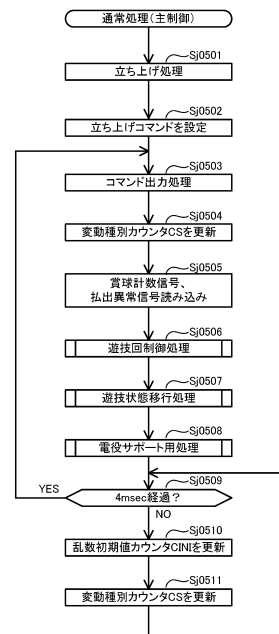 通常処理(主制御)
Sj0501
立ち上げ処理
Sj0502
立ち上げコマンドを設定
Sj0503
コマンド出力処理
Sj0504
変動種別カウンタCSを更新
Sj0505
賞球計数信号、
払出異常信号読み込み
Sj0506
遊技回制御処理
Sj0507
遊技状態移行処理
Sj0508
電役サポート用処理
Sj0509
YES
4msec経過?
NO
Sj0510
乱数初期値カウンタCINIを更新
Sj0511
変動種別カウンタCSを更新